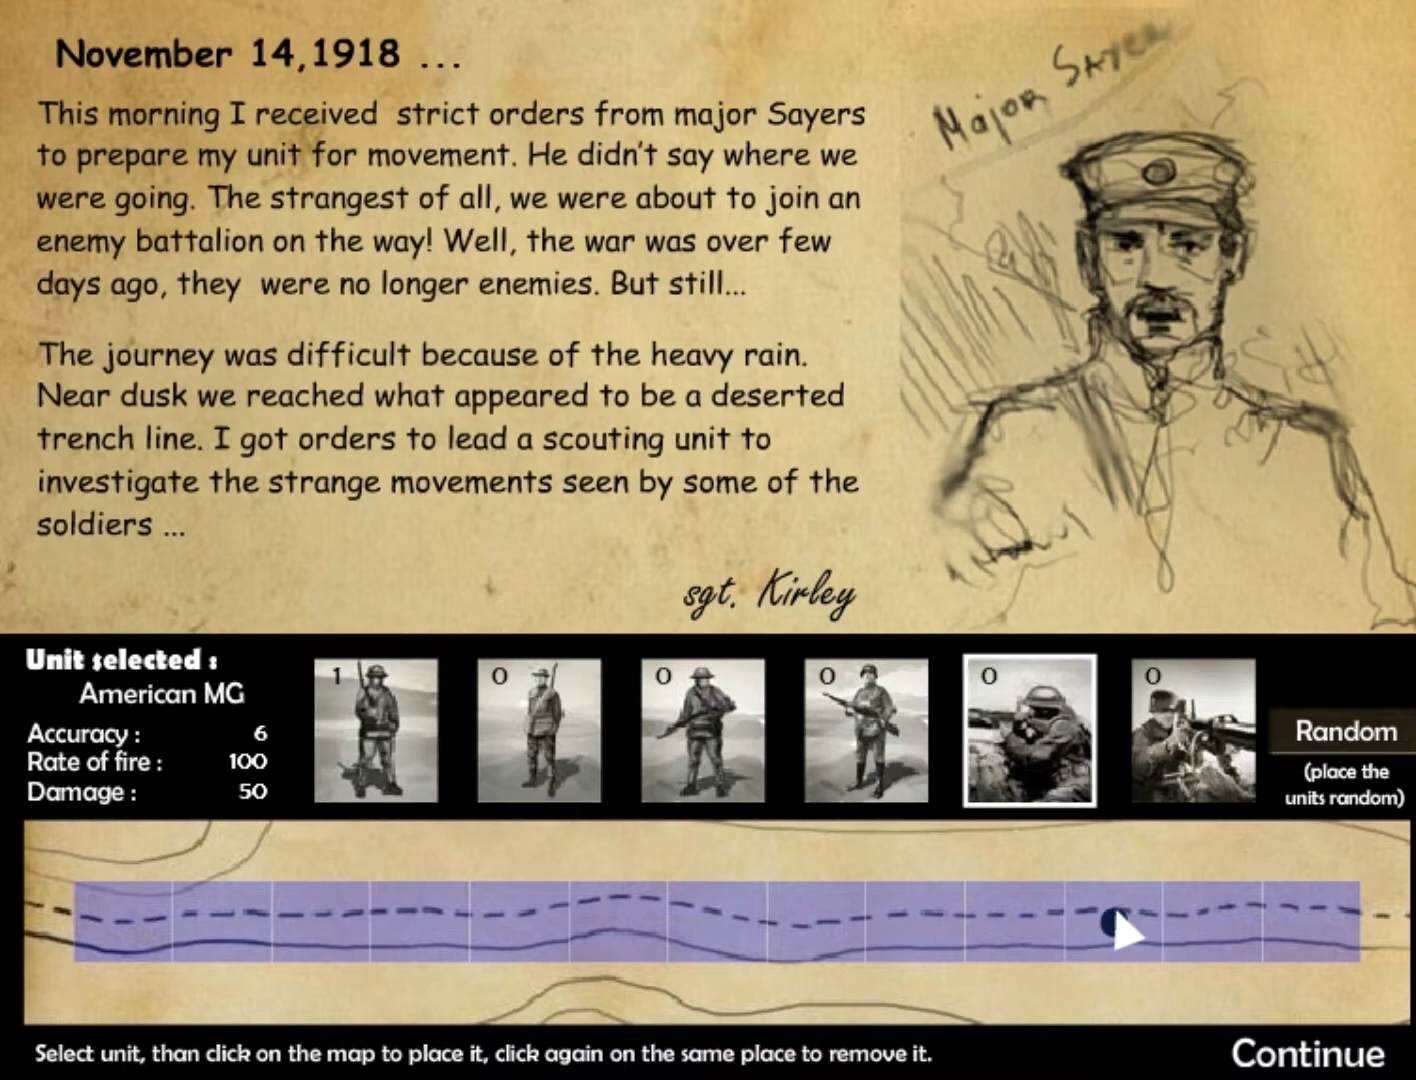 November 14,1918 ...
Major Sayer
This morning I received strict orders from major Sayers
to prepare my unit for movement. He didn't say where we
were going. The strangest of all, we were about to join an
enemy battalion on the way! Well, the war was over few
days ago, they were no longer enemies. But still...
The journey was difficult because of the heavy rain.
Near dusk we reached what appeared to be a deserted
trench line. I got orders to lead a scouting unit to
investigate the strange movements seen by some of the
soldiers ...
sgt. Kirley
Unit selected :
American MG
Accuracy : 6
Rate of fire : 100
Damage : 50
1 0 0 0 0 0
Random
(place the
units random)
Select unit, than click on the map to place it, click again on the same place to remove it.
Continue